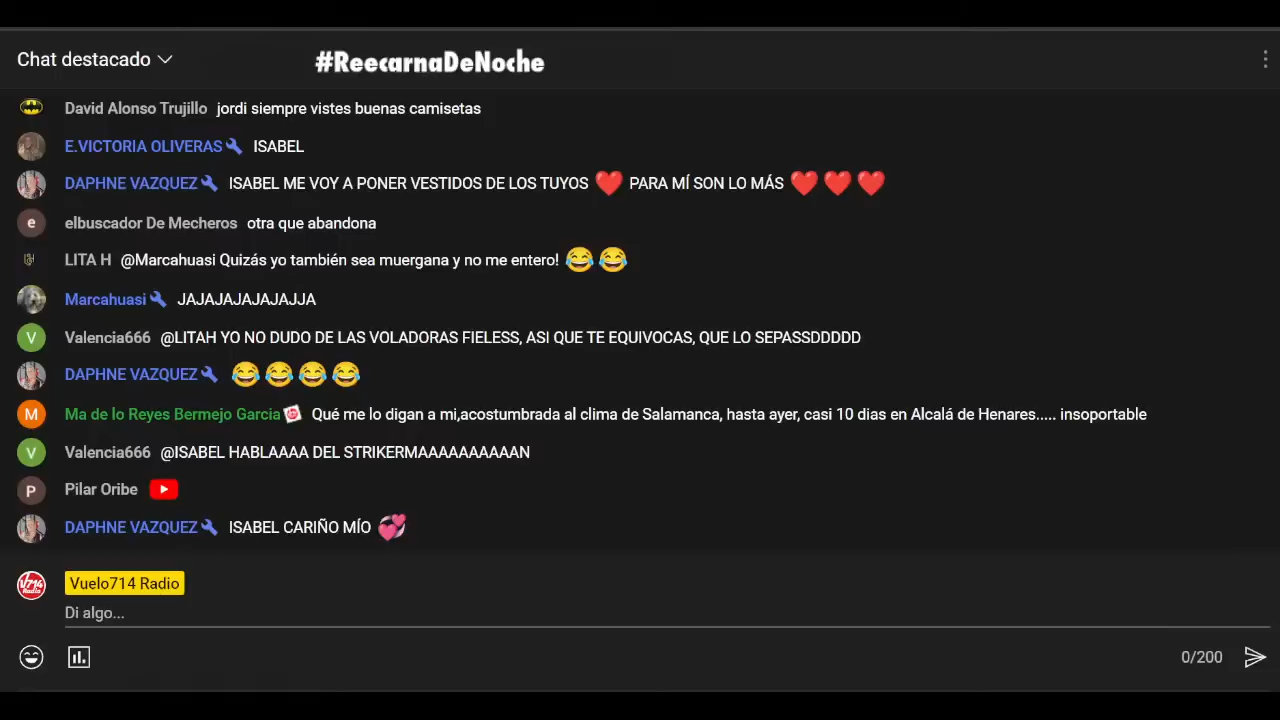 Chat destacado
#ReecarnaDeNoche
David Alonso Trujillo jordi siempre vistes buenas camisetas
E.VICTORIA OLIVERAS ISABEL
DAPHNE VAZQUEZ ISABEL ME VOY A PONER VESTIDOS DE LOS TUYOS ❤️ PARA MÍ SON LO MÁS ❤️❤️❤️
e elbuscador De Mecheros otra que abandona
LITA H @Marcahuasi Quizás yo también sea muergana y no me entero! 😂😂
Marcahuasi JAJAJAJAJAJAJJA
V Valencia666 @LITAH YO NO DUDO DE LAS VOLADORAS FIELESS, ASI QUE TE EQUIVOCAS, QUE LO SEPASSDDDDD
DAPHNE VAZQUEZ 😂😂😂😂
M Ma de lo Reyes Bermejo Garcia Qué me lo digan a mi,acostumbrada al clima de Salamanca, hasta ayer, casi 10 dias en Alcalá de Henares..... insoportable
V Valencia666 @ISABEL HABLAAAA DEL STRIKERMAAAAAAAAAAN
P Pilar Oribe
DAPHNE VAZQUEZ ISABEL CARIÑO MÍO 💞
V714 Radio Vuelo714 Radio
Di algo...
0/200